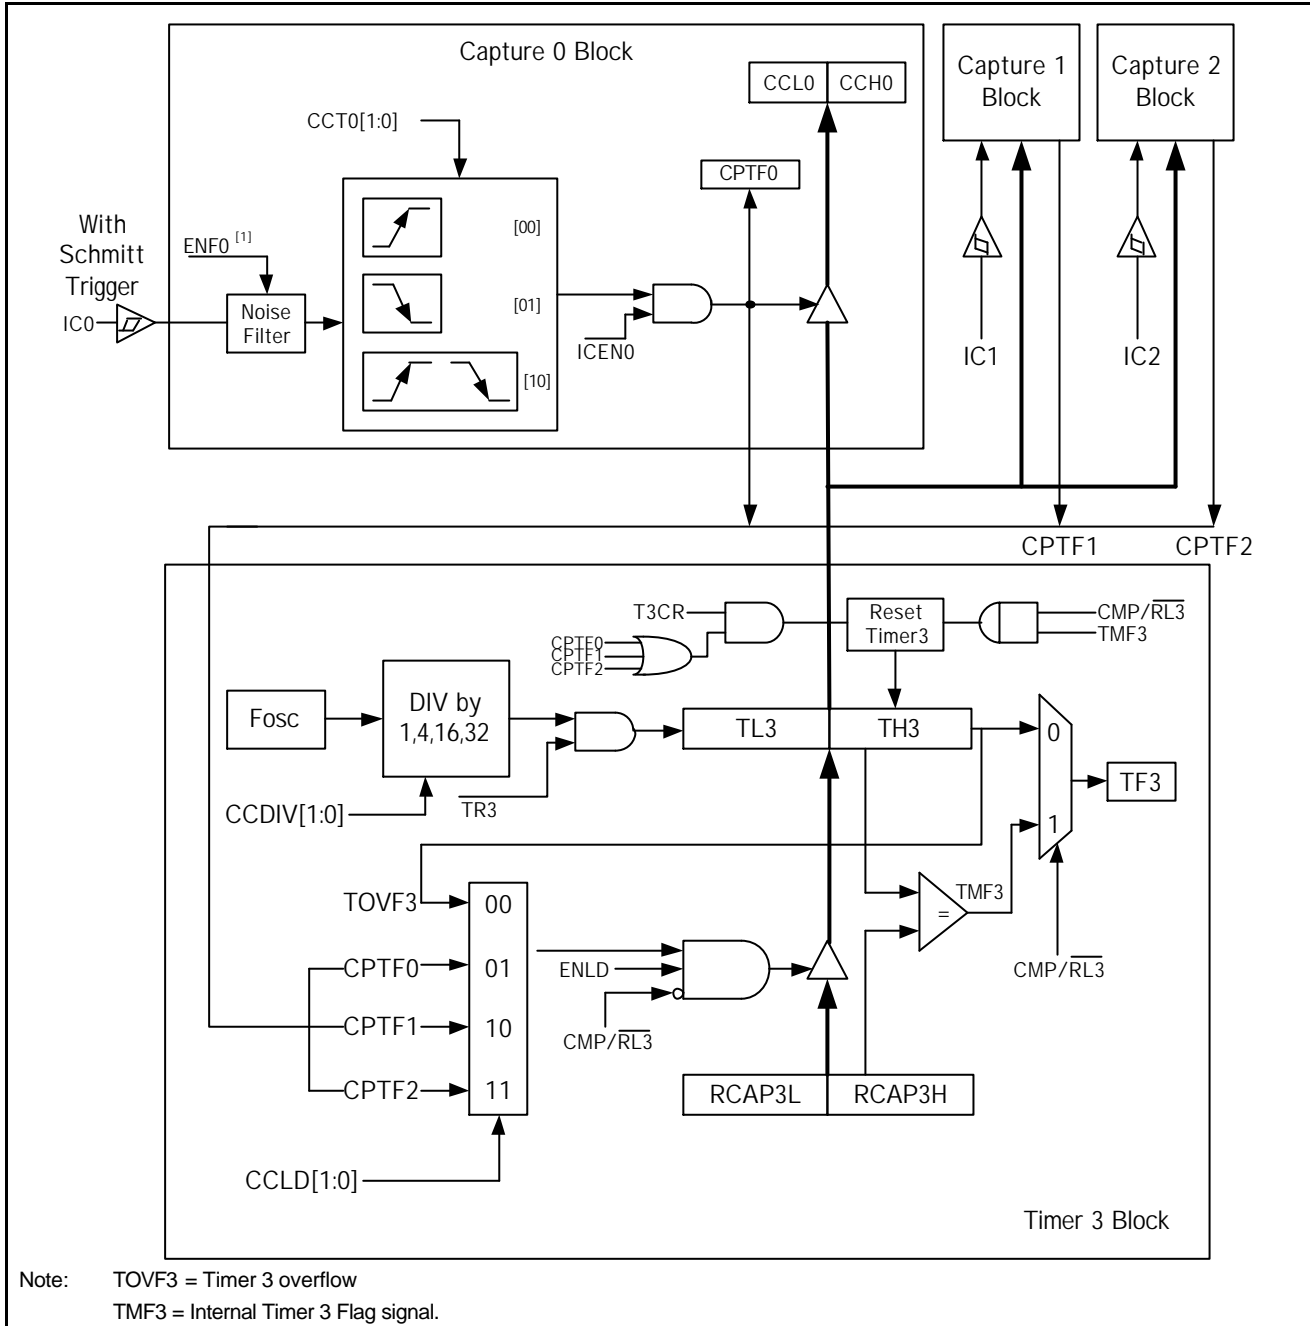 Capture 0 Block
CCL0 CCH0
Capture 1
Block
Capture 2
Block
CCT0[1:0]
CPTF0
With
Schmitt
Trigger
IC0
ENF0 [1]
Noise
Filter
[00]
[01]
[10]
ICEN0
IC1
IC2
CPTF1
CPTF2
T3CR
CPTF0
CPTF1
CPTF2
Reset
Timer3
CMP/RL3
TMF3
Fosc
DIV by
1,4,16,32
TL3
TH3
0
1
TF3
CCDIV[1:0]
TR3
TOVF3
00
CPTF0
01
CPTF1
10
CPTF2
11
ENLD
CMP/RL3
=
TMF3
CMP/RL3
RCAP3L
RCAP3H
CCLD[1:0]
Timer 3 Block
Note: TOVF3 = Timer 3 overflow
TMF3 = Internal Timer 3 Flag signal.